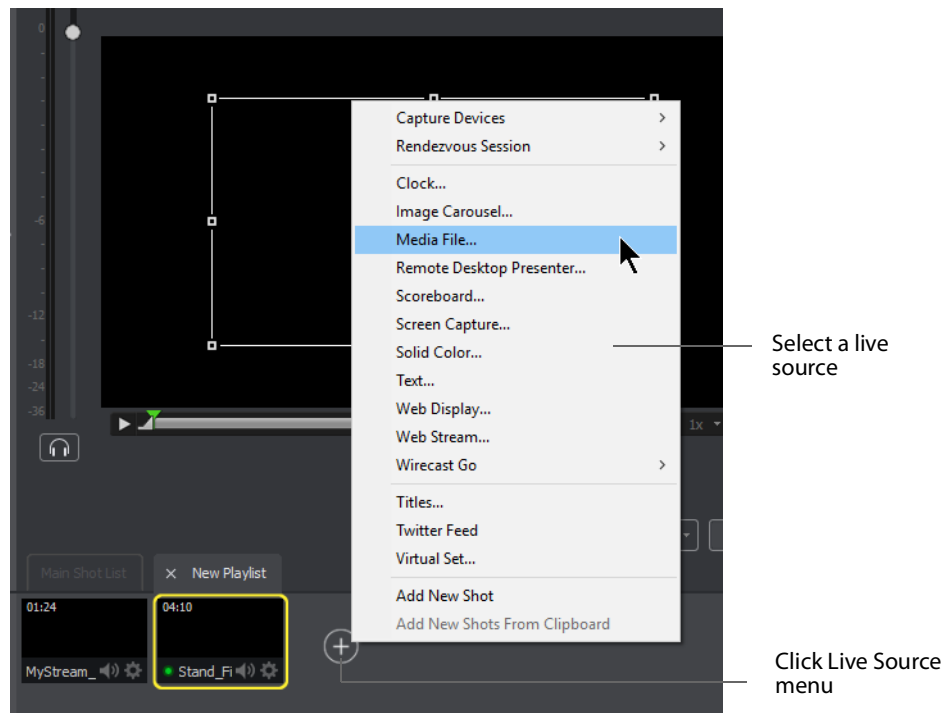 0
-6
-12
-18
-24
-36
Capture Devices
Rendezvous Session
Clock...
Image Carousel...
Media File...
Remote Desktop Presenter...
Scoreboard...
Screen Capture...
Solid Color...
Text...
Web Display...
Web Stream...
Wirecast Go
Titles...
Twitter Feed
Virtual Set...
Add New Shot
Add New Shots From Clipboard
Select a live
source
1x
Main Shot List
× New Playlist
01:24
04:10
MyStream_
Stand_Fi
Click Live Source
menu